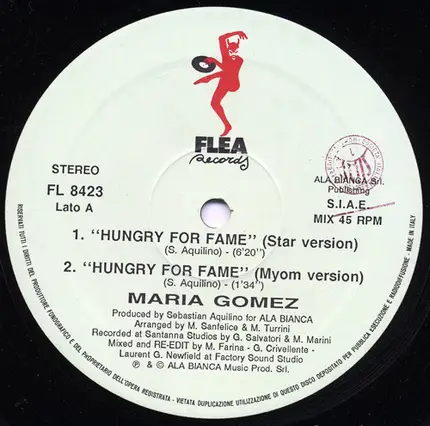 FLEA
Records
STEREO
FL 8423
Lato A
ALA BIANCA Srl.
Publishing
S.I.A.E.
MIX 45 RPM
1. “HUNGRY FOR FAME” (Star version)
(S. Aquilino) - (6'20'')
2. “HUNGRY FOR FAME” (Myom version)
(S. Aquilino) - (1'34'')
MARIA GOMEZ
Produced by Sebastian Aquilino for ALA BIANCA
Arranged by M. Sanfelice & M. Turrini
Recorded at Santanna Studios by G. Salvatori & M. Marini
Mixed and RE-EDIT by M. Farina - G. Crivellente -
Laurent G. Newfield at Factory Sound Studio
℗ & © ALA BIANCA Music Prod. Srl.
RISERVATI TUTTI I DIRITTI DEL PRODUTTORE FONOGRAFICO E DEL PROPRIETARIO DELL'OPERA REGISTRATA - VIETATA DUPLICAZIONE UTILIZZAZIONE DI QUESTO DISCO DEPOSITATO PER PUBBLICA ESECUZIONE E RADIODIFFUSIONE - MADE IN ITALY